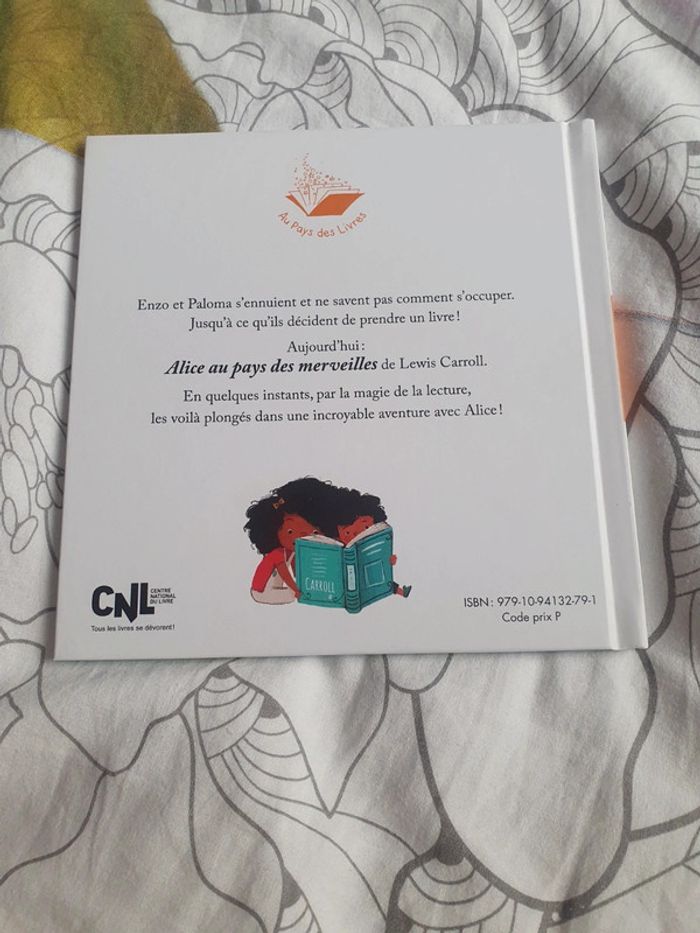 Au Pays des Livres
Enzo et Paloma s'ennuient et ne savent pas comment s'occuper.
Jusqu'à ce qu'ils décident de prendre un livre !
Aujourd'hui :
Alice au pays des merveilles de Lewis Carroll.
En quelques instants, par la magie de la lecture,
les voilà plongés dans une incroyable aventure avec Alice !
CARROLL
CNL CENTRE
NATIONAL
DU LIVRE
Tous les livres se dévorent !
ISBN : 979-10-94132-79-1
Code prix P